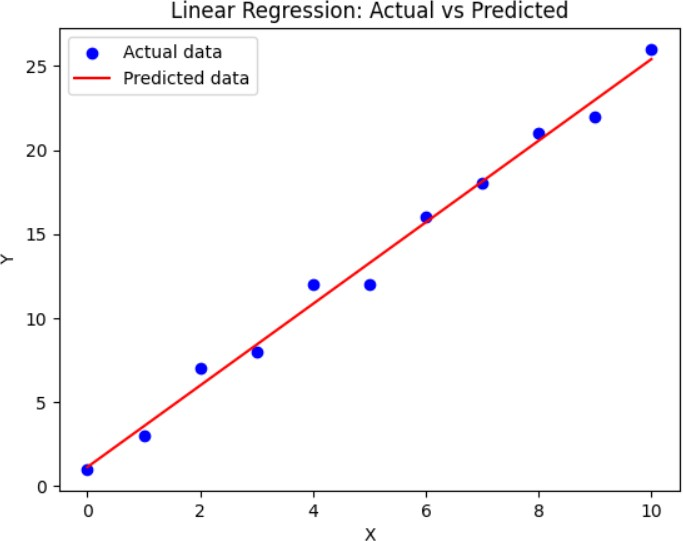 Linear Regression: Actual vs Predicted
Actual data
Predicted data
Y
25
20
15
10
5
0
0 2 4 6 8 10
X